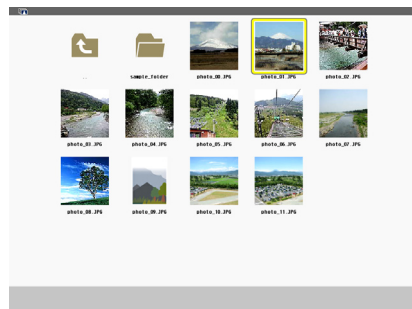 ..
sample_folder
photo_00.JPG
photo_01.JPG
photo_02.JPG
photo_03.JPG
photo_04.JPG
photo_05.JPG
photo_06.JPG
photo_07.JPG
photo_08.JPG
photo_09.JPG
photo_10.JPG
photo_11.JPG